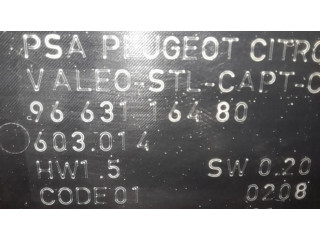 PSA PEUGEOT CITRO
VALEO-STL-CAPT-C
96 631 164 80
603.014
HW1.5 SW 0.20
CODE 01 0208